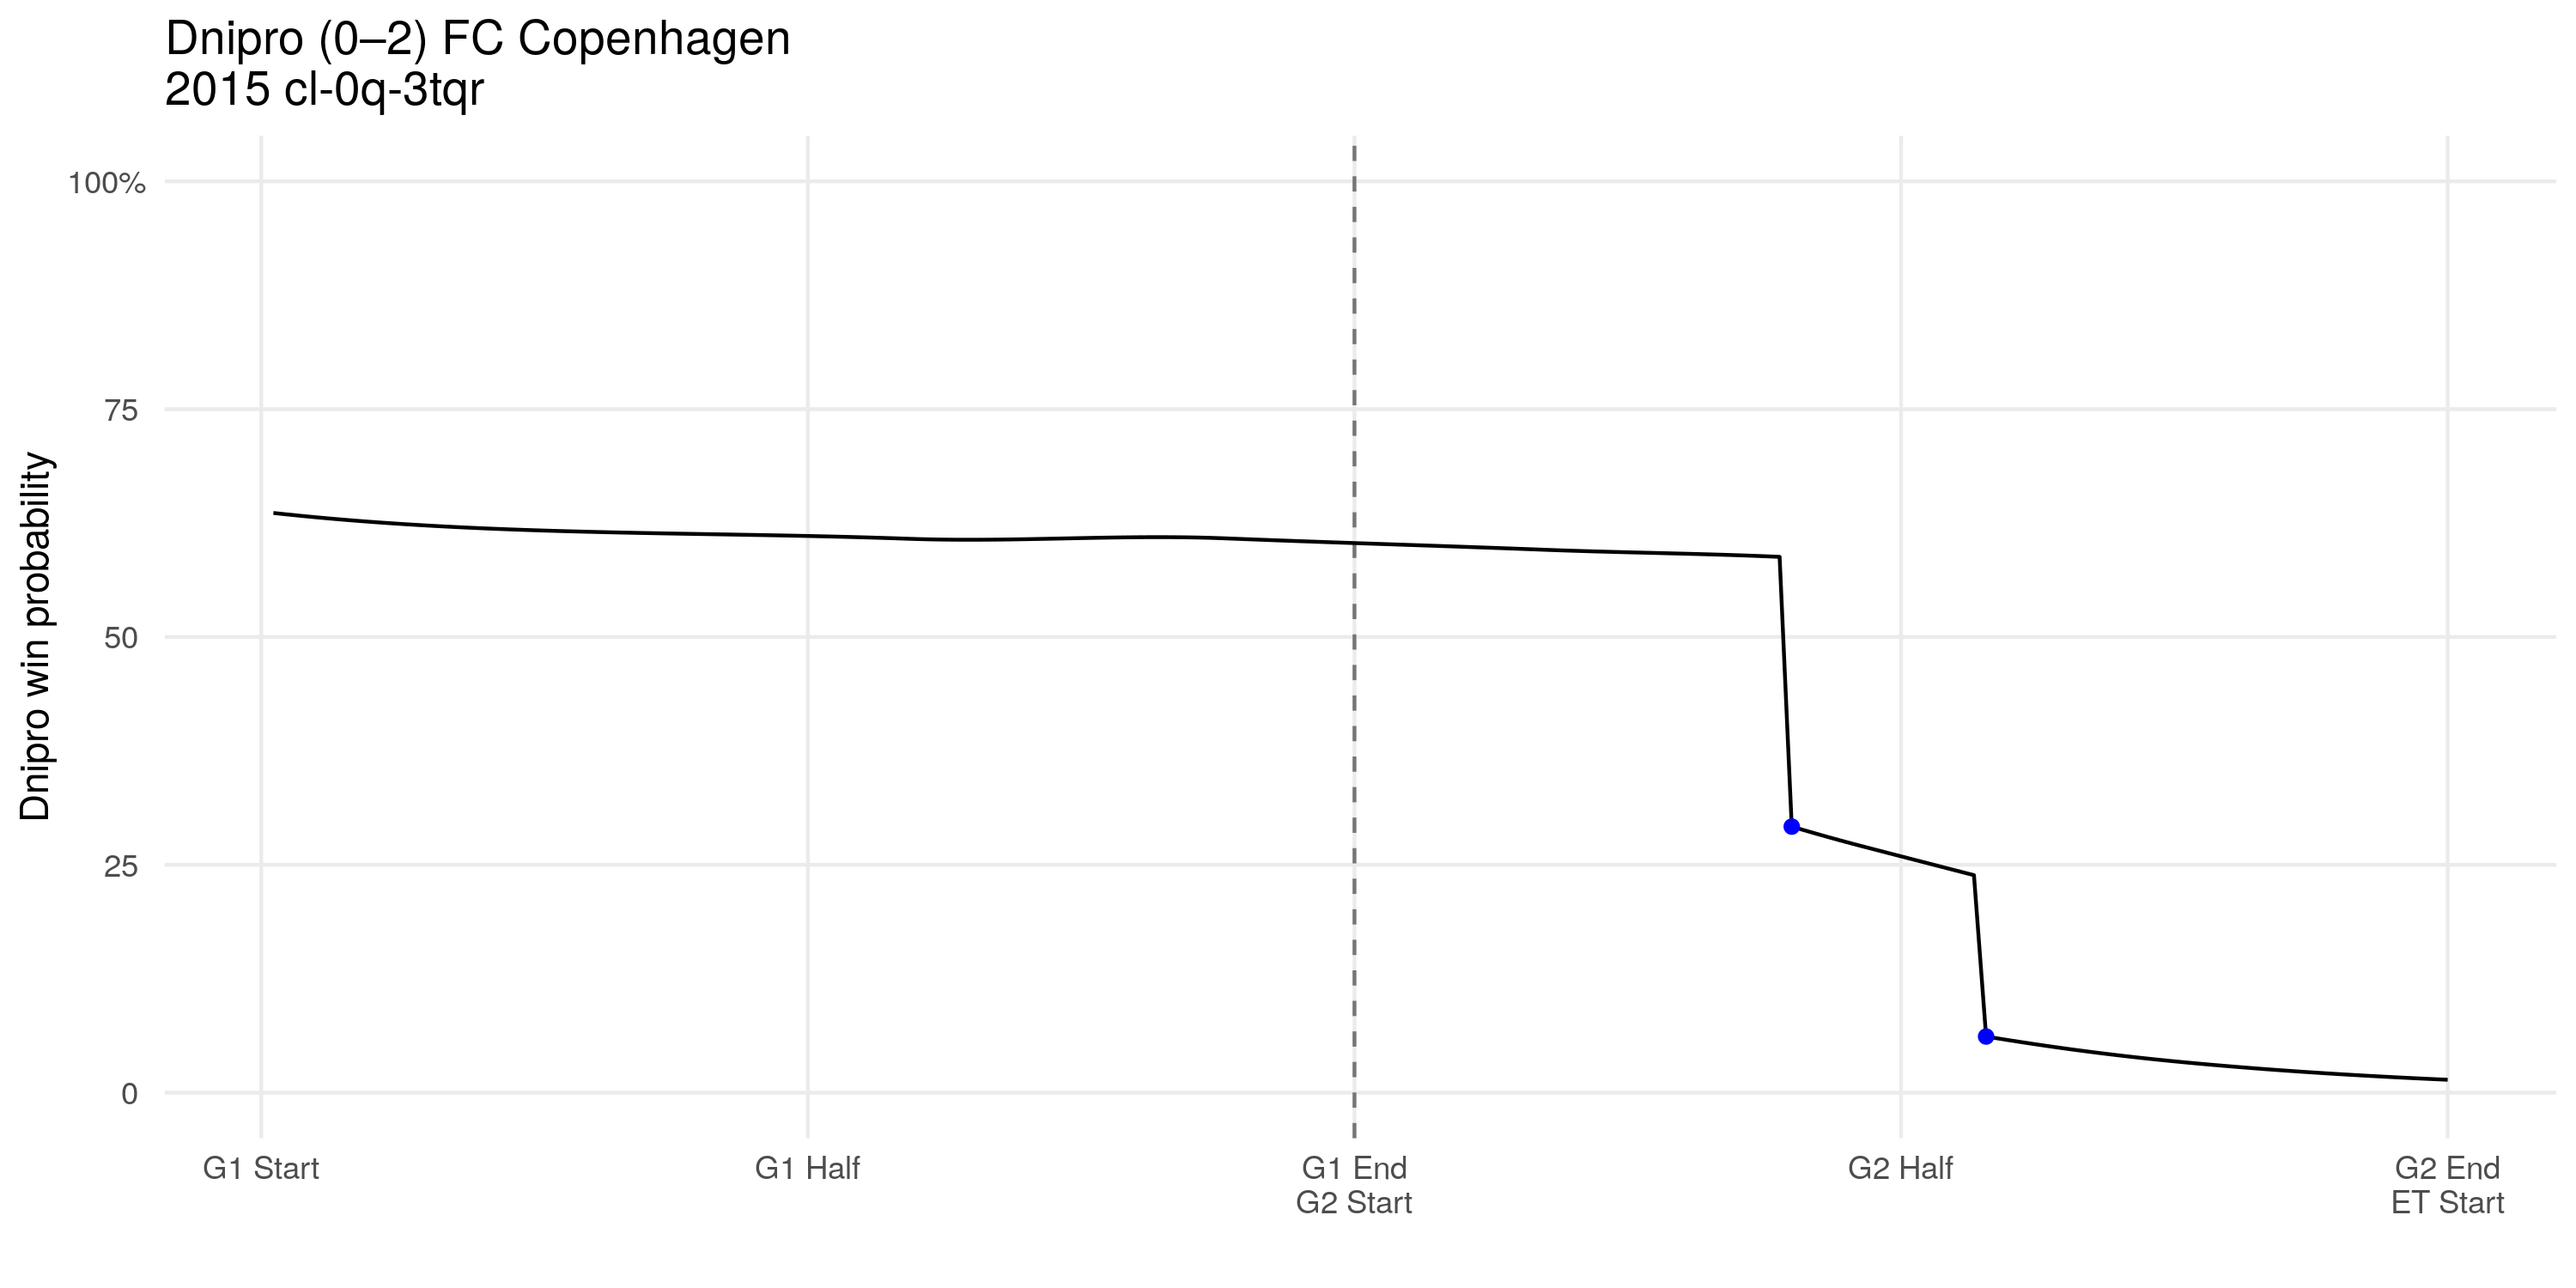 Dnipro (0–2) FC Copenhagen
2015 cl-0q-3tqr
Dnipro win probability
100%
75
50
25
0
G1 Start
G1 Half
G1 End
G2 Start
G2 Half
G2 End
ET Start